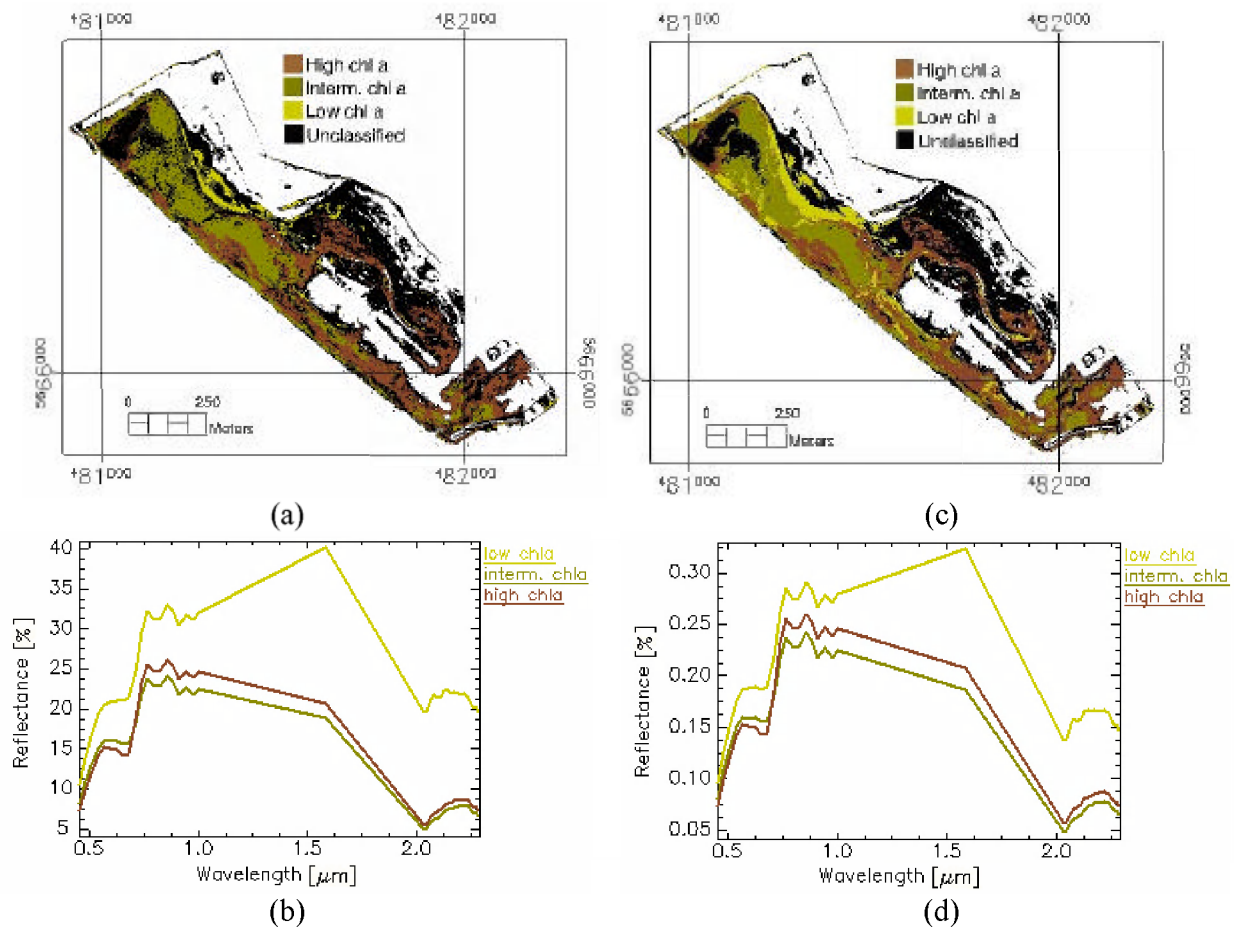 481000 482000
High chl a
Interm. chl a
Low chl a
Unclassified
5566000 5566000
0 250
Meters
481000 482000
(a)
481000 482000
High chl a
Interm. chl a
Low chl a
Unclassified
5566000
0 250
Meters
481000 482000
(c)
40
35
30
25
20
15
10
5
Reflectance [%]
0.5 1.0 1.5 2.0
Wavelength [μm]
low chla
interm. chla
high chla
(b)
0.30
0.25
0.20
0.15
0.10
0.05
Reflectance [%]
0.5 1.0 1.5 2.0
Wavelength [μm]
low chla
interm. chla
high chla
(d)